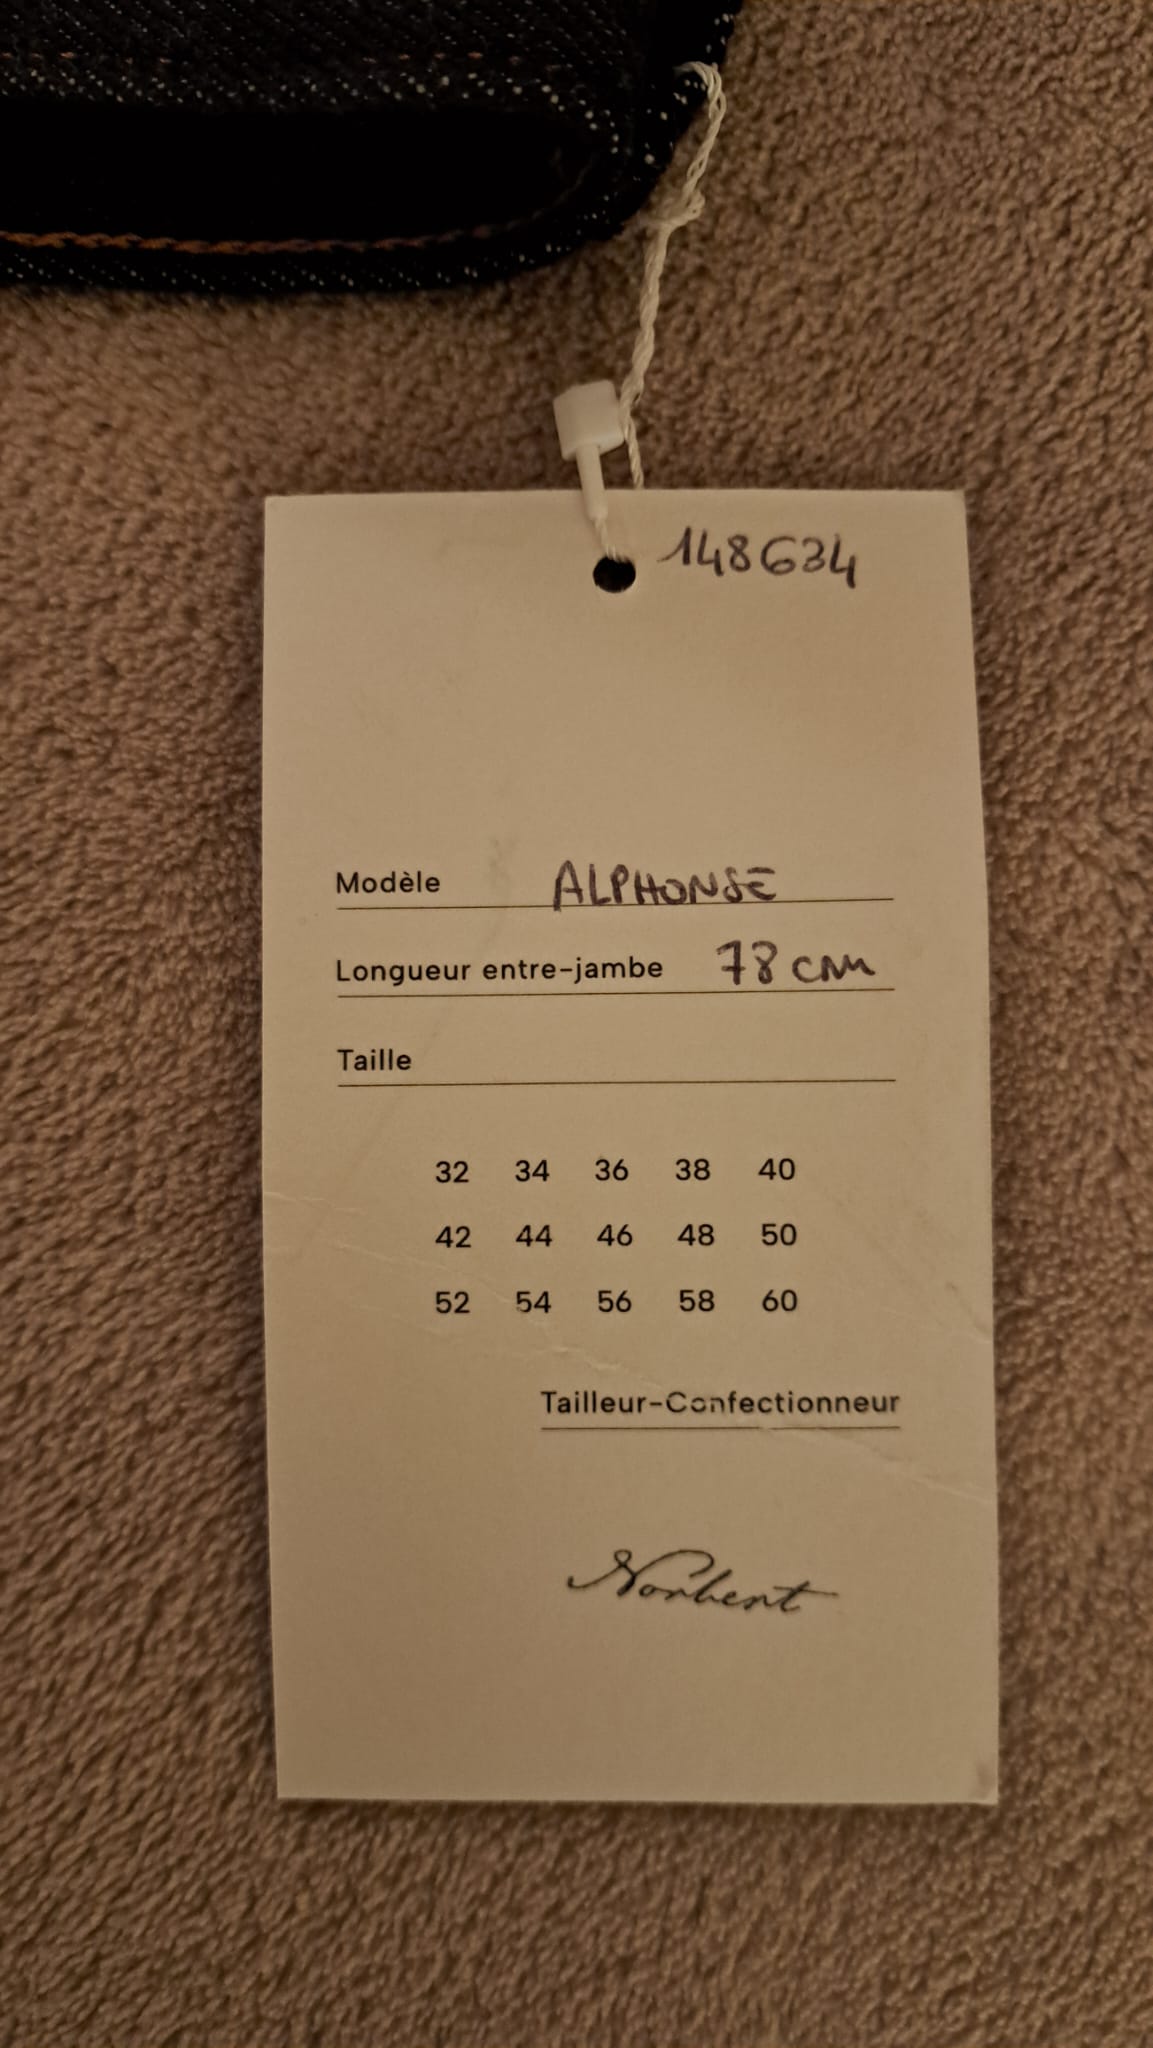 148634
Modèle ALPHONSE
Longueur entre-jambe 78 cm
Taille
32 34 36 38 40
42 44 46 48 50
52 54 56 58 60
Tailleur-Confectionneur
Norbert